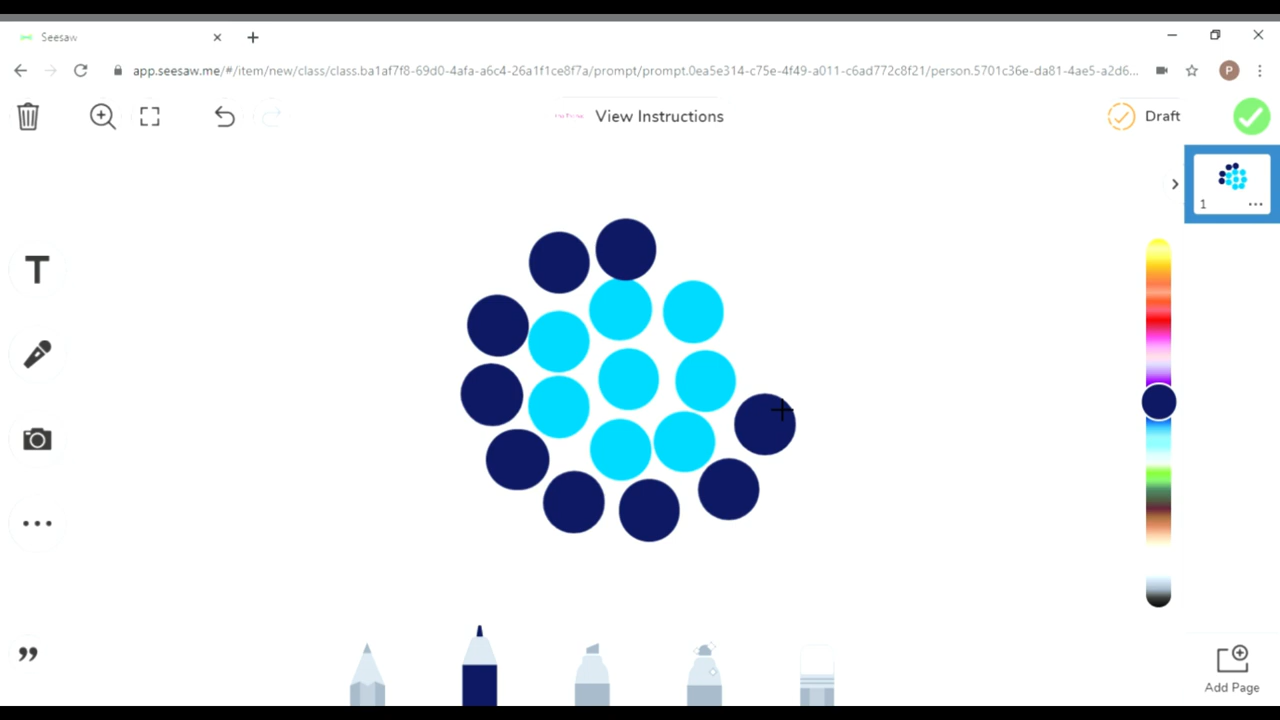 Seesaw
app.seesaw.me/#/item/new/class/class.ba1af7f8-69d0-4afa-a6c4-26a1f1ce8f7a/prompt/prompt.0ea5e314-c75e-4f49-a011-c6ad772c8f21/person.5701c36e-da81-4ae5-a2d6...
P
View Instructions
Draft
1
T
Add Page